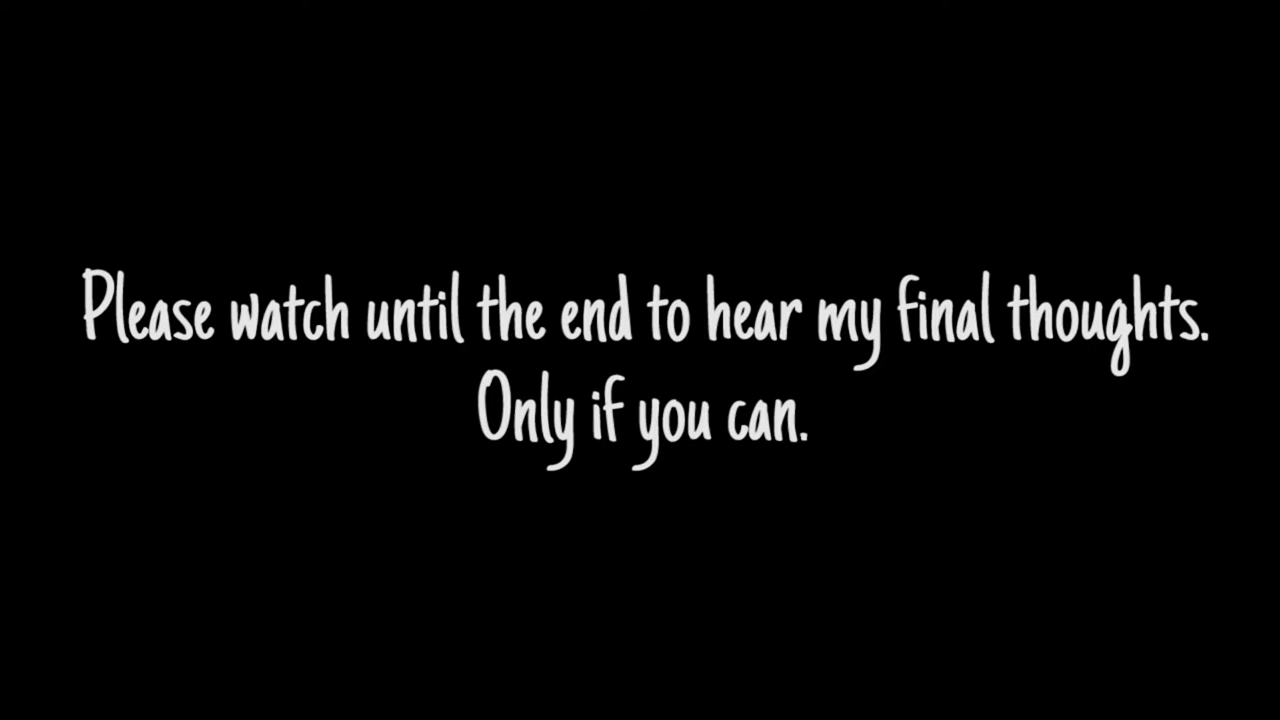 Please watch until the end to hear my final thoughts.
Only if you can.